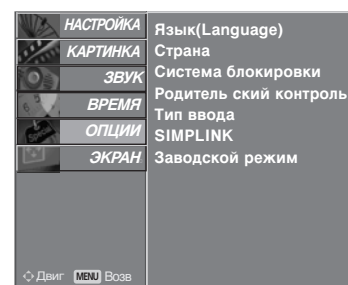 НАСТРОЙКА
КАРТИНКА
ЗВУК
ВРЕМЯ
ОПЦИИ
ЭКРАН
Язык(Language)
Страна
Система блокировки
Родитель ский контроль
Тип ввода
SIMPLINK
Заводской режим
Двиг MENU Возв